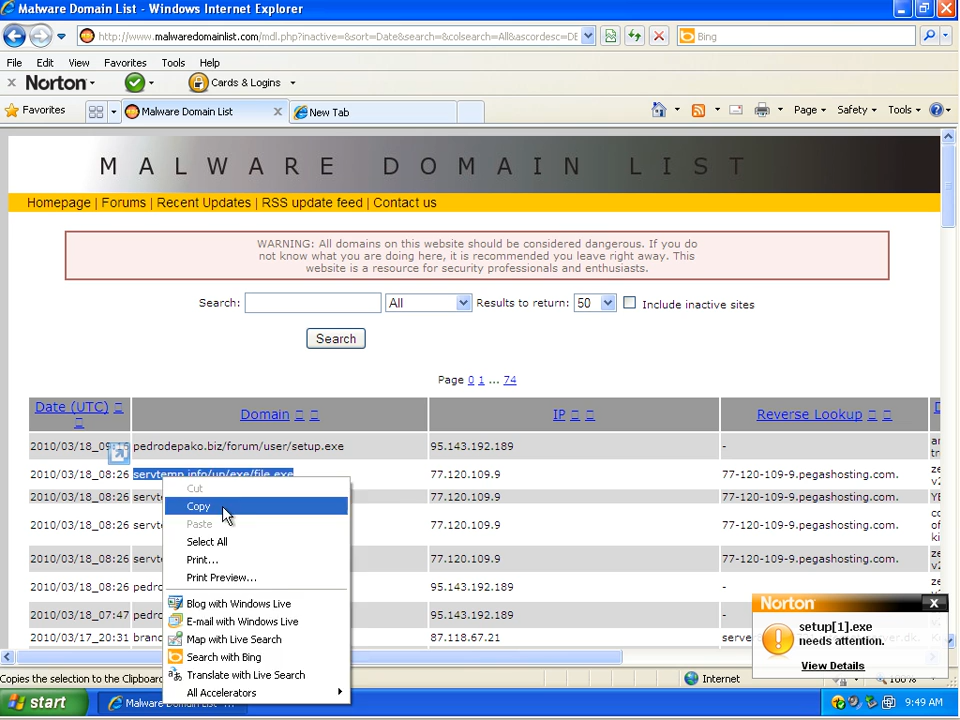 Malware Domain List - Windows Internet Explorer
http://www.malwaredomainlist.com/mdl.php?inactive=&sort=Date&search=&colsearch=All&ascordesc=DE
Bing
File Edit View Favorites Tools Help
x Norton Cards & Logins
Favorites Malware Domain List x New Tab Page Safety Tools
MALWARE DOMAIN LIST
Homepage | Forums | Recent Updates | RSS update feed | Contact us
WARNING: All domains on this website should be considered dangerous. If you do
not know what you are doing here, it is recommended you leave right away. This
website is a resource for security professionals and enthusiasts.
Search: All Results to return: 50 Include inactive sites
Search
Page 0 1 ... 74
Date (UTC) Domain IP Reverse Lookup D
2010/03/18_09:15 pedrodepako.biz/forum/user/setup.exe 95.143.192.189 -
2010/03/18_08:26 servtemp.info/up/exe/file.exe 77.120.109.9 77-120-109-9.pegashosting.com.
2010/03/18_08:26 servt 77.120.109.9 77-120-109-9.pegashosting.com.
2010/03/18_08:26 servt 77.120.109.9 77-120-109-9.pegashosting.com.
2010/03/18_08:26 servt 77.120.109.9 77-120-109-9.pegashosting.com.
2010/03/18_08:26 pedro 95.143.192.189 -
2010/03/18_07:47 pedro 95.143.192.189 -
2010/03/17_20:31 branc 87.118.67.21
Cut
Copy
Paste
Select All
Print...
Print Preview...
Blog with Windows Live
E-mail with Windows Live
Map with Live Search
Search with Bing
Translate with Live Search
All Accelerators
Norton x
setup[1].exe
needs attention.
View Details
Copies the selection to the Clipboard Internet 100%
start Malware Domain List - ... 9:49 AM